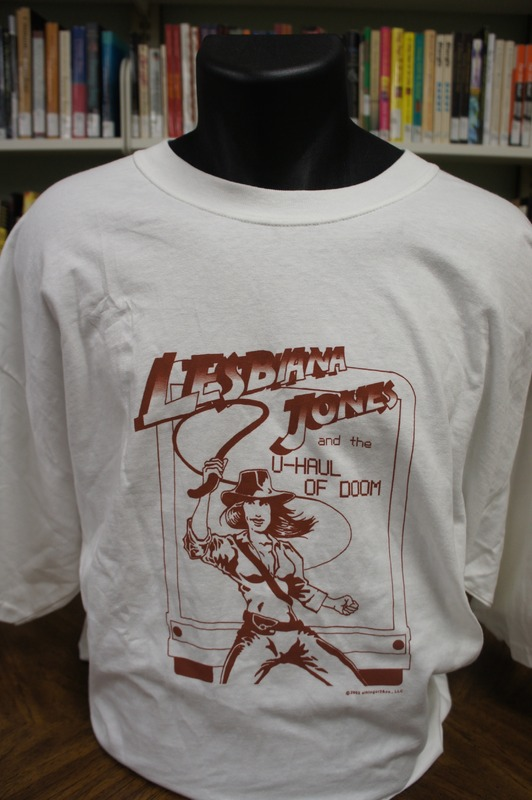 LESBIANA
JONES
and the
U-HAUL
OF DOOM